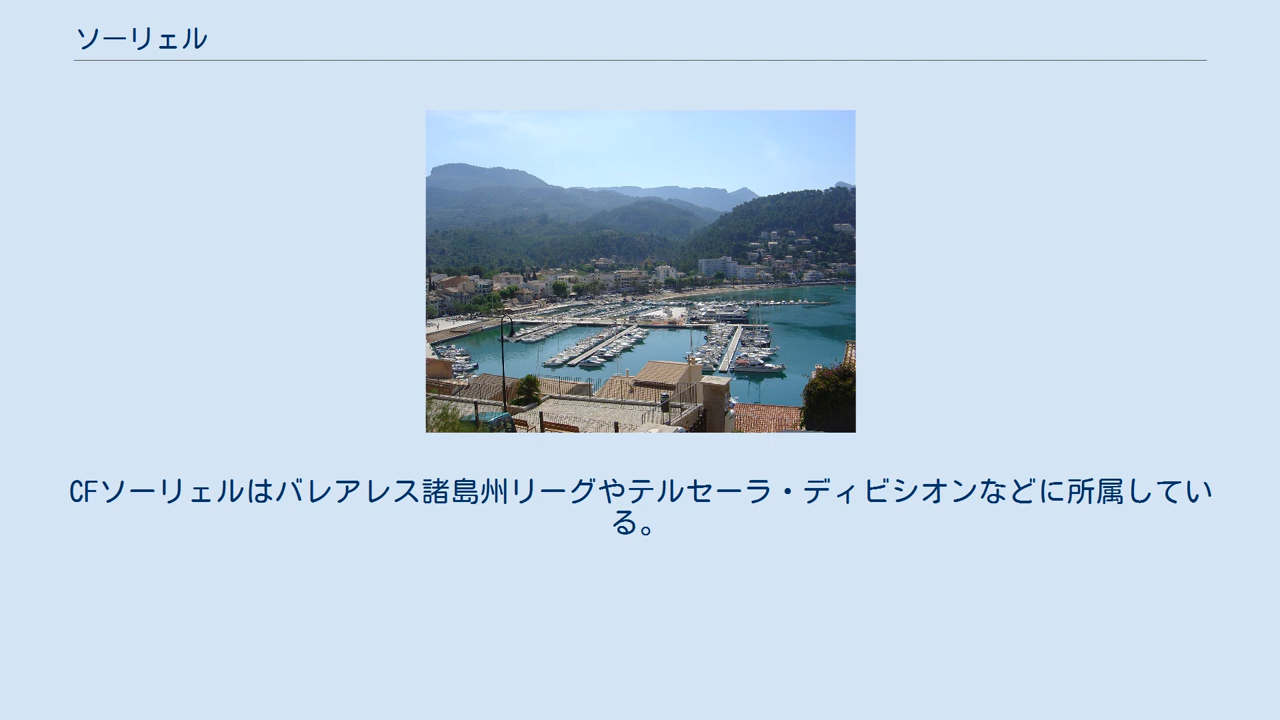 ソーリェル
CFソーリェルはバレアレス諸島州リーグやテルセーラ・ディビシオンなどに所属してい
る。